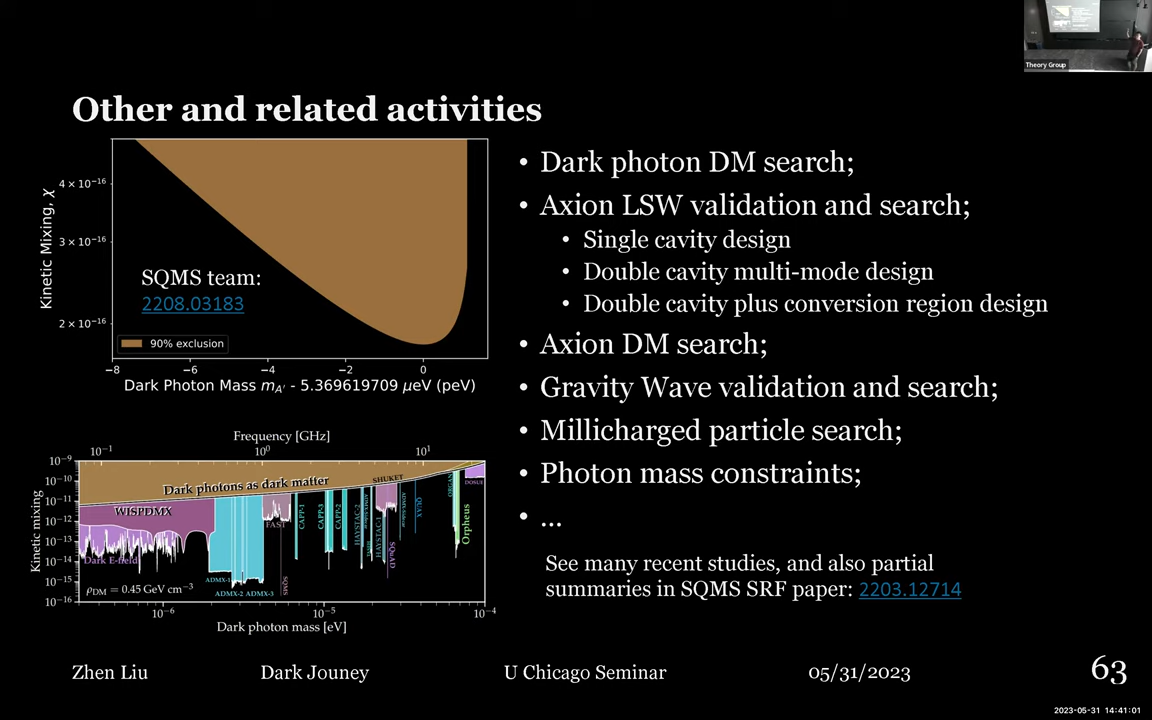 Theory Group
Other and related activities
4 × 10⁻¹⁶
3 × 10⁻¹⁶
2 × 10⁻¹⁶
Kinetic Mixing, χ
SQMS team:
2208.03183
90% exclusion
−8 −6 −4 −2 0
Dark Photon Mass m_A′ - 5.369619709 μeV (peV)
Frequency [GHz]
10⁻¹ 10⁰ 10¹
10⁻⁹
10⁻¹⁰
10⁻¹¹
10⁻¹²
10⁻¹³
10⁻¹⁴
10⁻¹⁵
10⁻¹⁶
Kinetic mixing
Dark photons as dark matter
WISPDMX
Dark E-field
ρDM = 0.45 GeV cm⁻³
ADMX-1
ADMX-2 ADMX-3
FAST
SQMS
CAPP-1
CAPP-3
CAPP-2
HAYSTAC-2
HAYSTAC-1
SHUKET
SQuAD
QUAX
ORGAN
Orpheus
DOSUE
10⁻⁶ 10⁻⁵ 10⁻⁴
Dark photon mass [eV]
• Dark photon DM search;
• Axion LSW validation and search;
• Single cavity design
• Double cavity multi-mode design
• Double cavity plus conversion region design
• Axion DM search;
• Gravity Wave validation and search;
• Millicharged particle search;
• Photon mass constraints;
• ...
See many recent studies, and also partial
summaries in SQMS SRF paper: 2203.12714
Zhen Liu Dark Jouney U Chicago Seminar 05/31/2023 63
2023-05-31 14:41:01